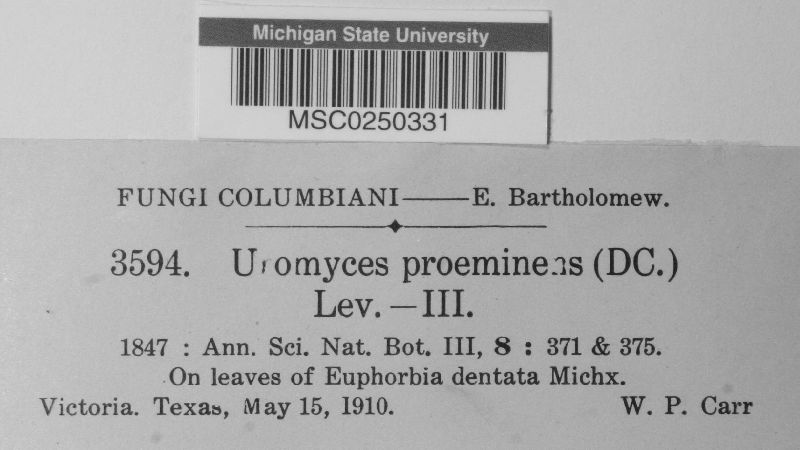 Michigan State University
MSC0250331
FUNGI COLUMBIANI——E. Bartholomew.
3594. Uromyces proeminens (DC.)
Lev. — III.
1847 : Ann. Sci. Nat. Bot. III, 8 : 371 & 375.
On leaves of Euphorbia dentata Michx.
Victoria. Texas, May 15, 1910. W. P. Carr